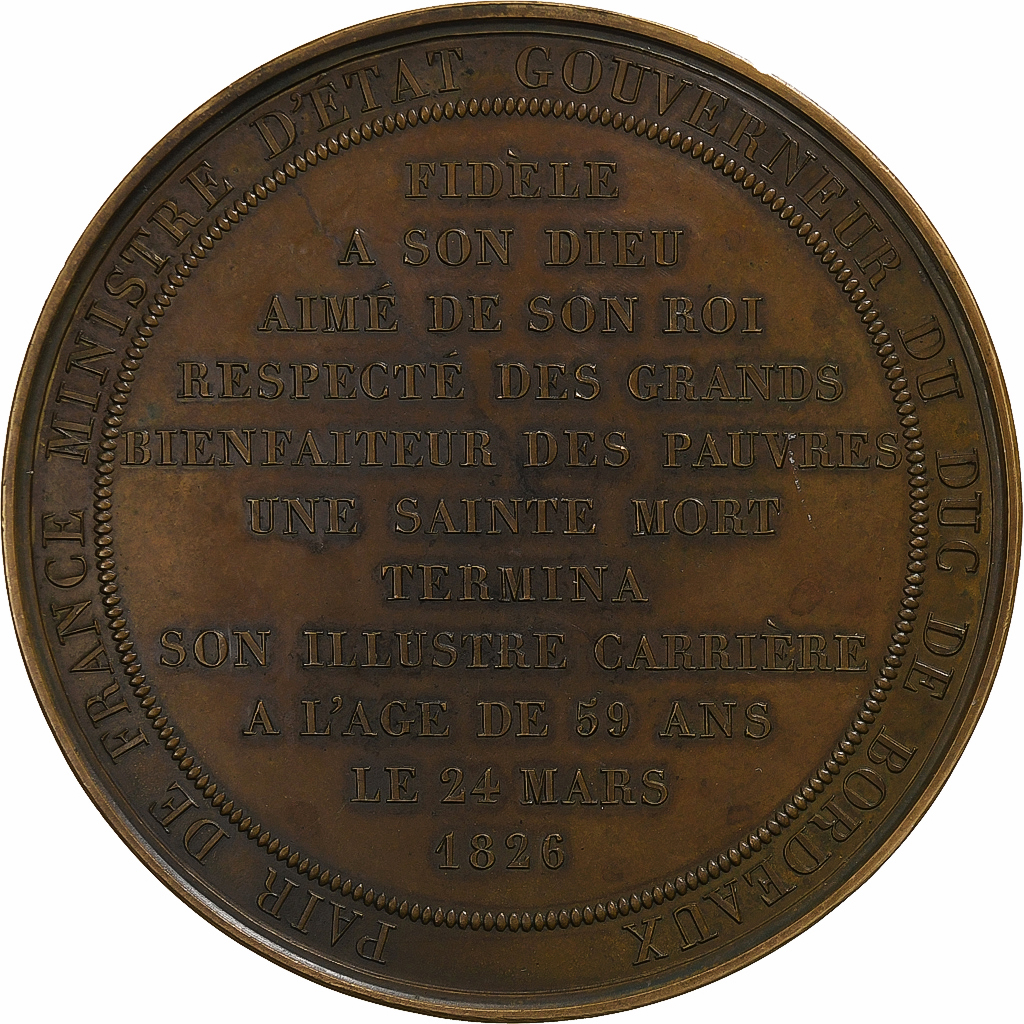 PAIR DE FRANCE MINISTRE D'ÉTAT GOUVERNEUR DU DUC DE BORDEAUX
FIDÈLE
A SON DIEU
AIMÉ DE SON ROI
RESPECTÉ DES GRANDS
BIENFAITEUR DES PAUVRES
UNE SAINTE MORT
TERMINA
SON ILLUSTRE CARRIÈRE
A L'AGE DE 59 ANS
LE 24 MARS
1826